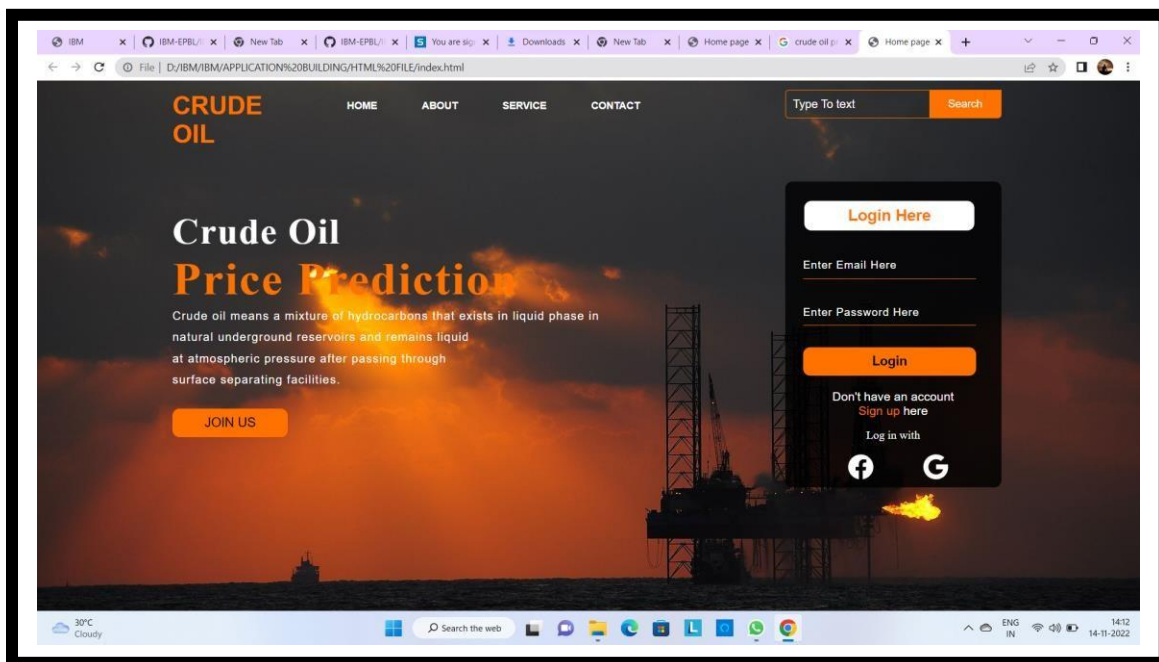 IBM
IBM-EPBL/
New Tab
IBM-EPBL/
You are sig
Downloads
New Tab
Home page
crude oil p
Home page
File | D:/IBM/IBM/APPLICATION%20BUILDING/HTML%20FILE/index.html
CRUDE
OIL
HOME
ABOUT
SERVICE
CONTACT
Type To text
Search
Crude Oil
Price Prediction
Crude oil means a mixture of hydrocarbons that exists in liquid phase in
natural underground reservoirs and remains liquid
at atmospheric pressure after passing through
surface separating facilities.
JOIN US
Login Here
Enter Email Here
Enter Password Here
Login
Don't have an account
Sign up here
Log in with
30°C
Cloudy
Search the web
ENG
IN
14:12
14-11-2022